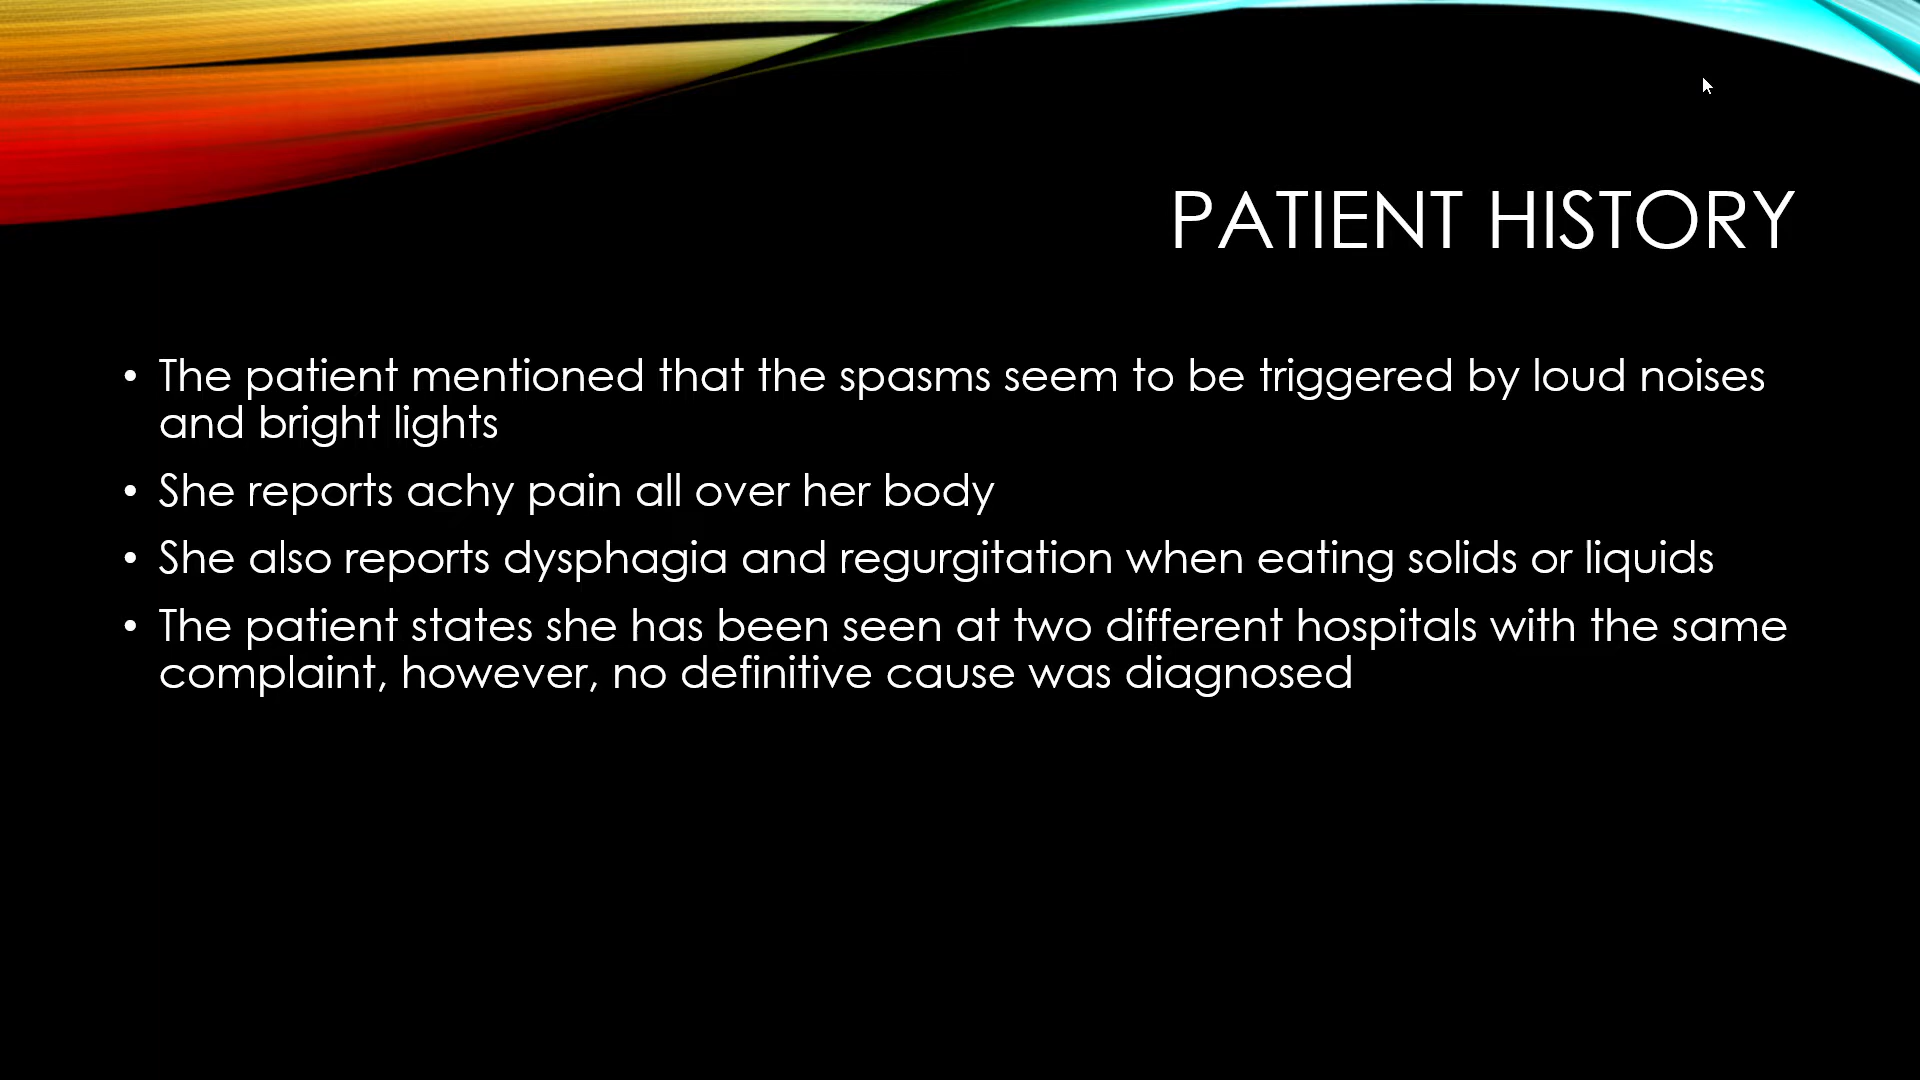 PATIENT HISTORY
• The patient mentioned that the spasms seem to be triggered by loud noises
and bright lights
• She reports achy pain all over her body
• She also reports dysphagia and regurgitation when eating solids or liquids
• The patient states she has been seen at two different hospitals with the same
complaint, however, no definitive cause was diagnosed